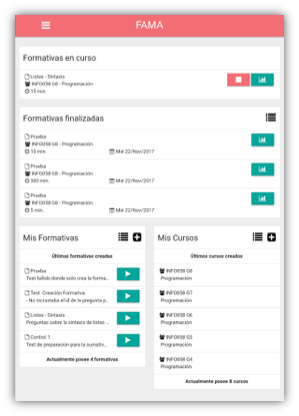 FAMA
Formativas en curso
Listas - Sintaxis
INFO058 G8 - Programación
15 min.
Formativas finalizadas
Prueba
INFO058 G8 - Programación
10 min.
Mié 22/Nov/2017
Prueba
INFO058 G8 - Programación
300 min.
Mié 22/Nov/2017
Prueba
INFO058 G8 - Programación
5 min.
Mié 22/Nov/2017
Mis Formativas
Últimas formativas creadas
Prueba
Test fallido donde solo crea la forma...
Test. Creación Formativa
- No incrustaba el id de la pregunta p...
Listas - Sintaxis
Preguntas sobre la sintaxis de listas ...
Control 1
Test de preparación para la sumativ...
Actualmente posee 4 formativas
Mis Cursos
Últimos cursos creados
INFO058 G8
Programación
INFO058 G7
Programación
INFO058 G6
Programación
INFO058 G5
Programación
INFO058 G4
Programación
Actualmente posee 8 cursos